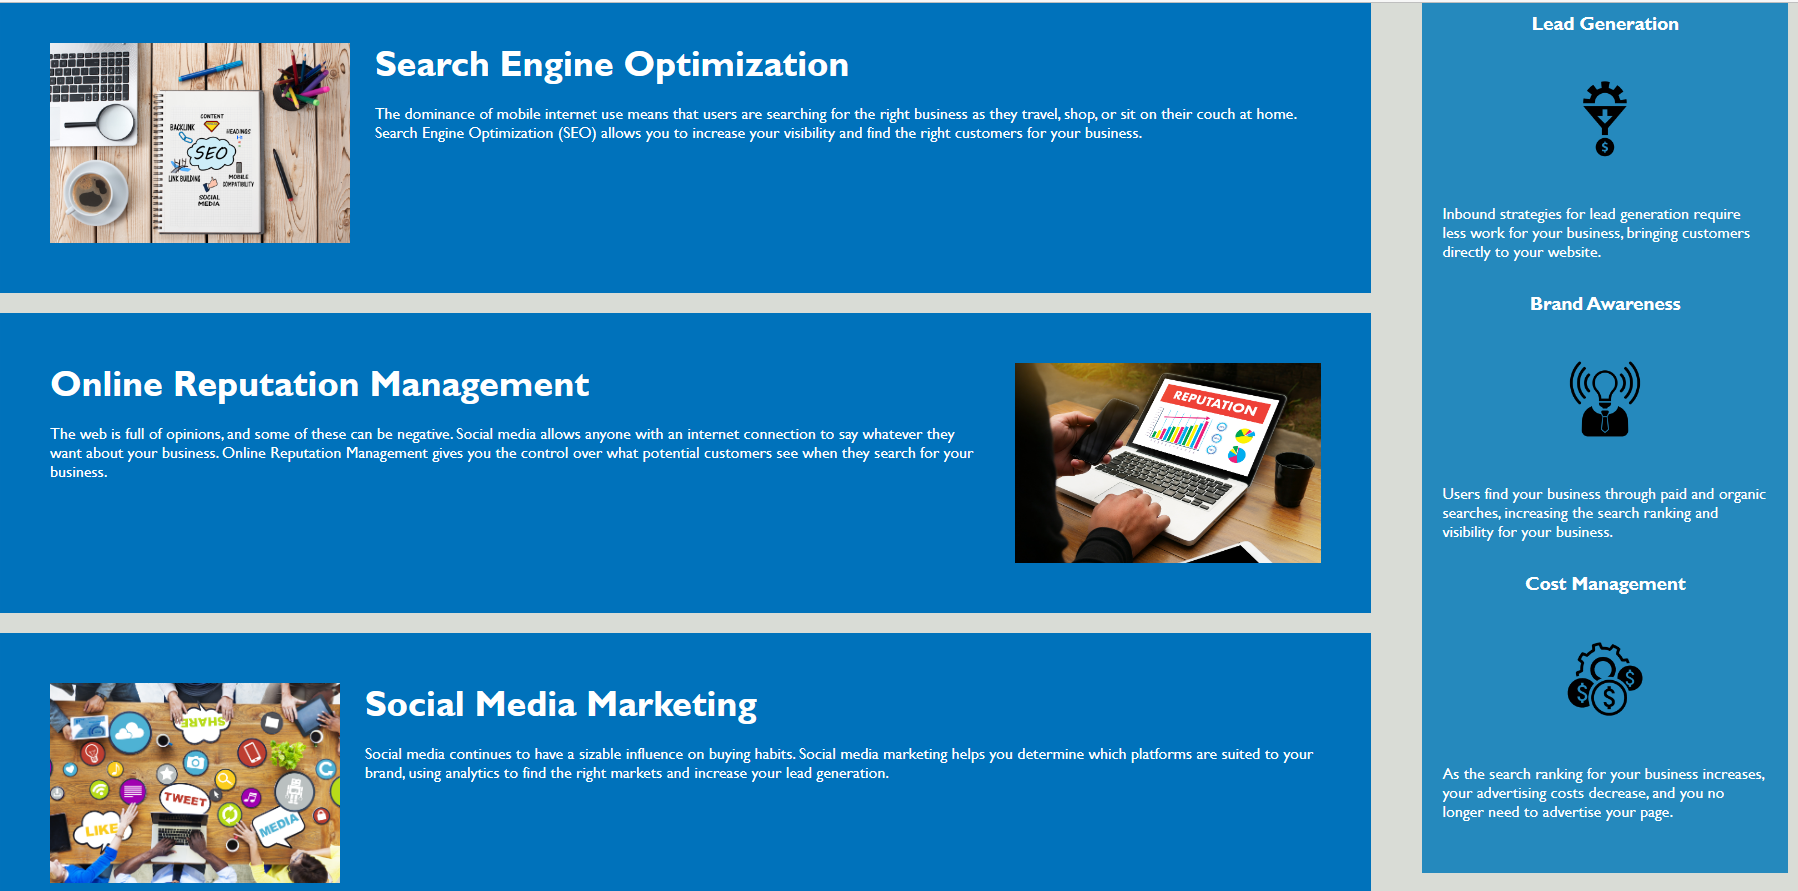 Search Engine Optimization
The dominance of mobile internet use means that users are searching for the right business as they travel, shop, or sit on their couch at home.
Search Engine Optimization (SEO) allows you to increase your visibility and find the right customers for your business.
CONTENT
BACKLINK
HEADINGS
SEO
LINK BUILDING
MOBILE
COMPATIBILITY
SOCIAL
MEDIA
Online Reputation Management
The web is full of opinions, and some of these can be negative. Social media allows anyone with an internet connection to say whatever they
want about your business. Online Reputation Management gives you the control over what potential customers see when they search for your
business.
REPUTATION
Social Media Marketing
Social media continues to have a sizable influence on buying habits. Social media marketing helps you determine which platforms are suited to your
brand, using analytics to find the right markets and increase your lead generation.
SHARE
TWEET
LIKE
MEDIA
Lead Generation
$
Inbound strategies for lead generation require
less work for your business, bringing customers
directly to your website.
Brand Awareness
Users find your business through paid and organic
searches, increasing the search ranking and
visibility for your business.
Cost Management
$ $ $
As the search ranking for your business increases,
your advertising costs decrease, and you no
longer need to advertise your page.